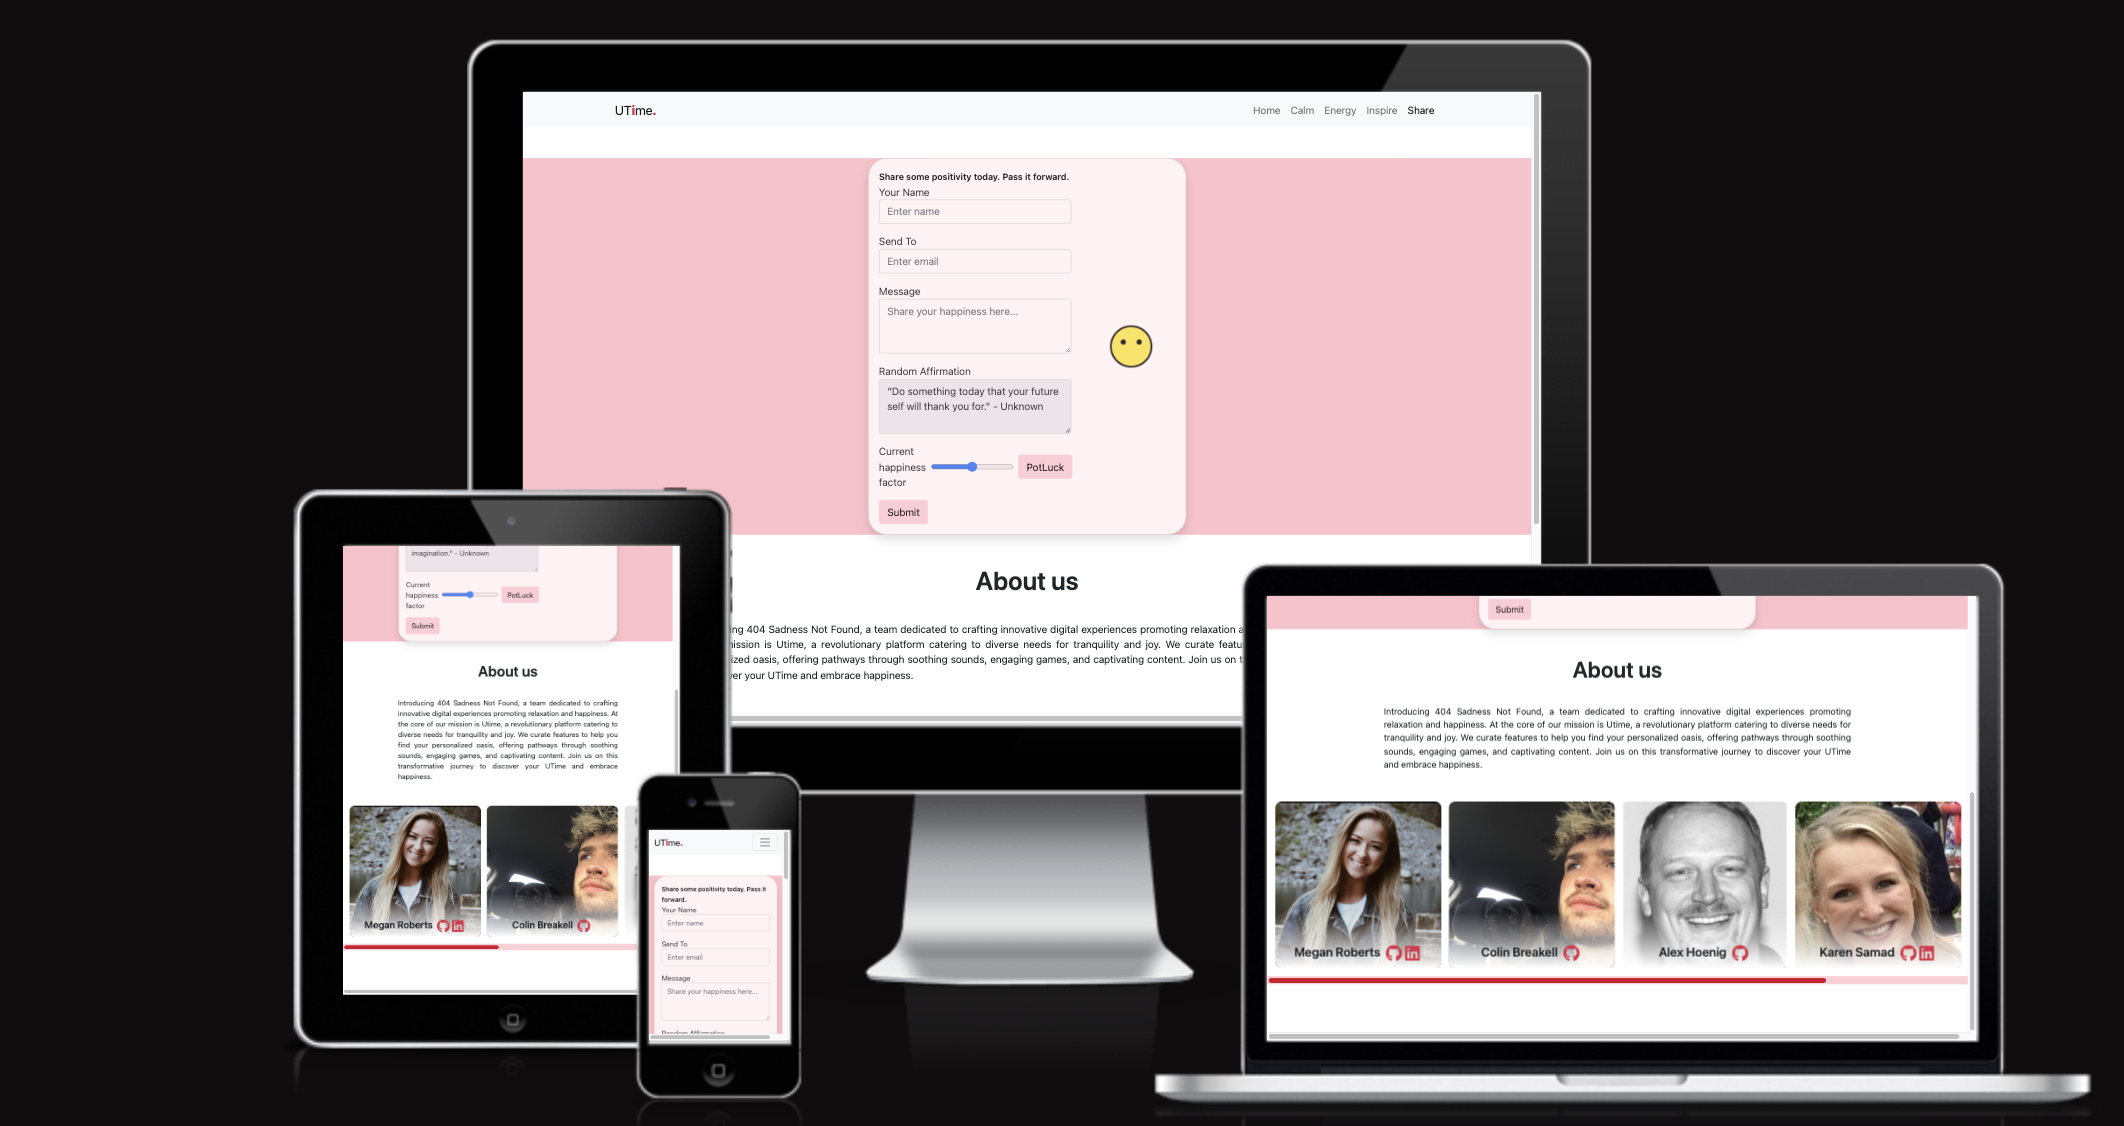 UTime.
Home Calm Energy Inspire Share
Share some positivity today. Pass it forward.
Your Name
Enter name
Send To
Enter email
Message
Share your happiness here...
Random Affirmation
"Do something today that your future
self will thank you for." - Unknown
Current
happiness
factor
PotLuck
Submit
About us
ing 404 Sadness Not Found, a team dedicated to crafting innovative digital experiences promoting relaxation a
mission is Utime, a revolutionary platform catering to diverse needs for tranquility and joy. We curate featu
ized oasis, offering pathways through soothing sounds, engaging games, and captivating content. Join us on t
ver your UTime and embrace happiness.
imagination." - Unknown
Current
happiness
factor
PotLuck
Submit
About us
Introducing 404 Sadness Not Found, a team dedicated to crafting
innovative digital experiences promoting relaxation and happiness. At
the core of our mission is Utime, a revolutionary platform catering to
diverse needs for tranquility and joy. We curate features to help you
find your personalized oasis, offering pathways through soothing
sounds, engaging games, and captivating content. Join us on this
transformative journey to discover your UTime and embrace
happiness.
Megan Roberts
Colin Breakell
UTime.
Share some positivity today. Pass it
forward.
Your Name
Enter name
Send To
Enter email
Message
Share your happiness here...
Random Affirmation
Submit
About us
Introducing 404 Sadness Not Found, a team dedicated to crafting innovative digital experiences promoting
relaxation and happiness. At the core of our mission is Utime, a revolutionary platform catering to diverse needs for
tranquility and joy. We curate features to help you find your personalized oasis, offering pathways through soothing
sounds, engaging games, and captivating content. Join us on this transformative journey to discover your UTime
and embrace happiness.
Megan Roberts
Colin Breakell
Alex Hoenig
Karen Samad